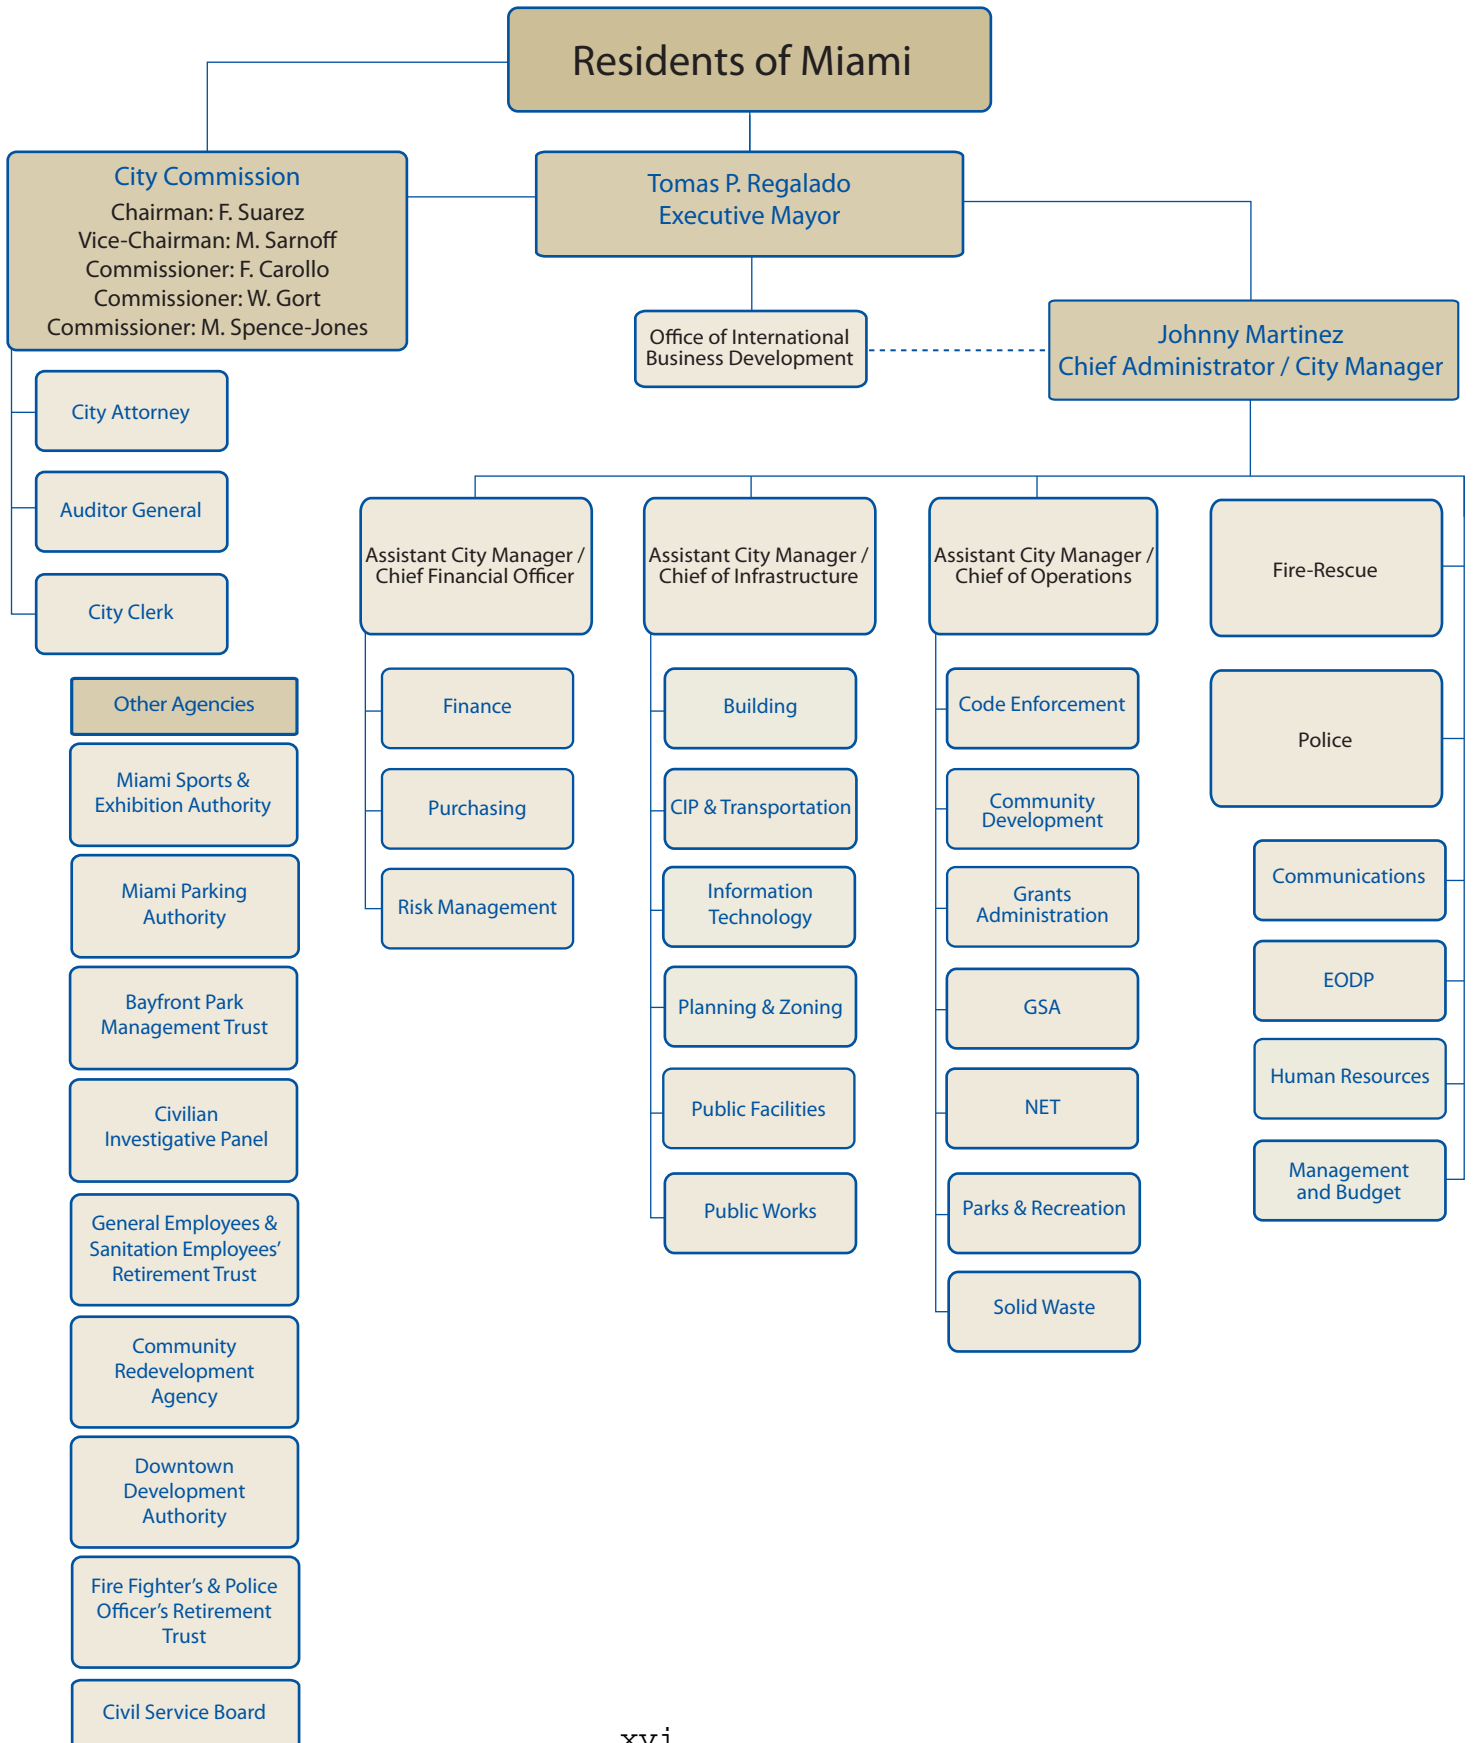 Residents of Miami
City Commission
Chairman: F. Suarez
Vice-Chairman: M. Sarnoff
Commissioner: F. Carollo
Commissioner: W. Gort
Commissioner: M. Spence-Jones
Tomas P. Regalado
Executive Mayor
Office of International
Business Development
Johnny Martinez
Chief Administrator / City Manager
City Attorney
Auditor General
City Clerk
Assistant City Manager /
Chief Financial Officer
Finance
Purchasing
Risk Management
Assistant City Manager /
Chief of Infrastructure
Building
CIP & Transportation
Information
Technology
Planning & Zoning
Public Facilities
Public Works
Assistant City Manager /
Chief of Operations
Code Enforcement
Community
Development
Grants
Administration
GSA
NET
Parks & Recreation
Solid Waste
Fire-Rescue
Police
Communications
EODP
Human Resources
Management
and Budget
Other Agencies
Miami Sports &
Exhibition Authority
Miami Parking
Authority
Bayfront Park
Management Trust
Civilian
Investigative Panel
General Employees &
Sanitation Employees’
Retirement Trust
Community
Redevelopment
Agency
Downtown
Development
Authority
Fire Fighter’s & Police
Officer’s Retirement
Trust
Civil Service Board
xvi